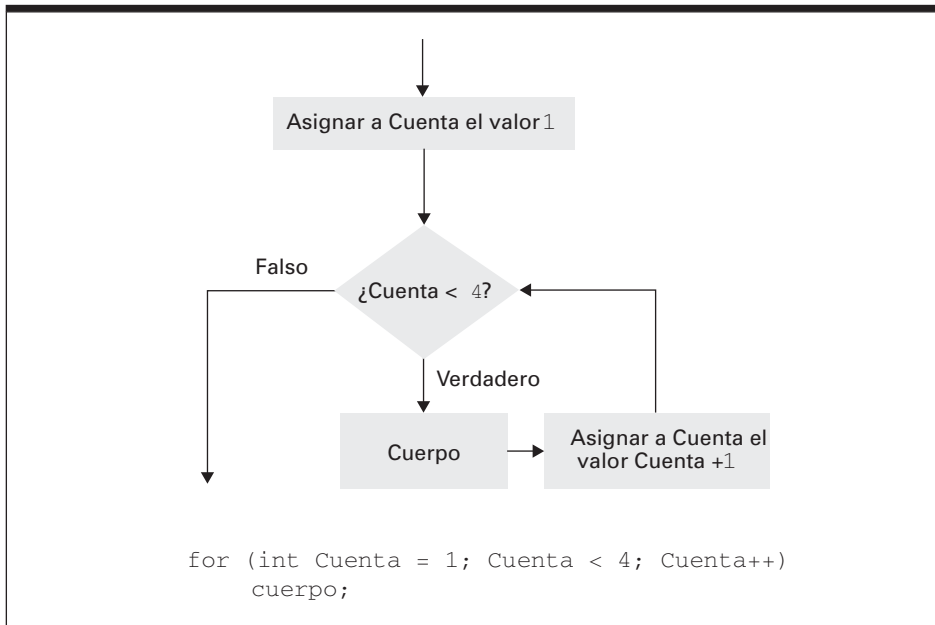 Asignar a Cuenta el valor 1
¿Cuenta < 4?
Falso
Verdadero
Cuerpo
Asignar a Cuenta el
valor Cuenta +1
for (int Cuenta = 1; Cuenta < 4; Cuenta++)
cuerpo;